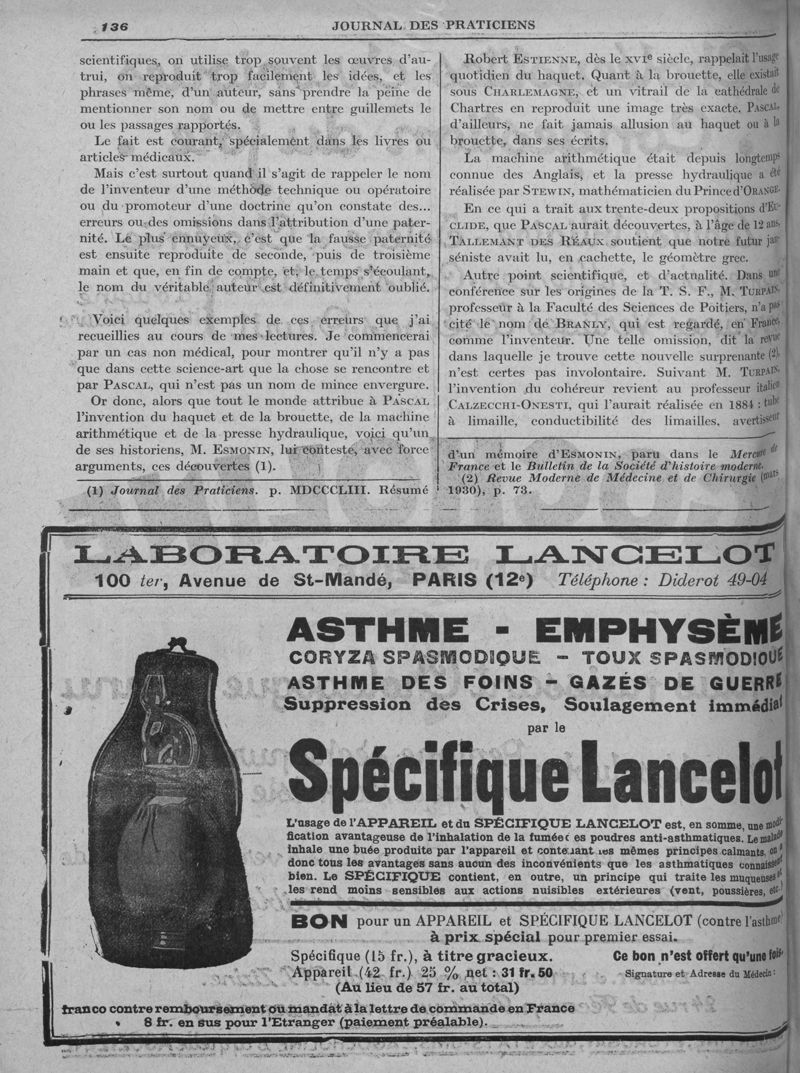 136 JOURNAL DES PRATICIENS
scientifiques, on utilise trop souvent les œuvres d'au-
trui, on reproduit trop facilement les idées, et les
phrases même, d'un auteur, sans prendre la peine de
mentionner son nom ou de mettre entre guillemets le
ou les passages rapportés.
Le fait est courant, spécialement dans les livres ou
articles médicaux.
Mais c'est surtout quand il s'agit de rappeler le nom
de l'inventeur d'une méthode technique ou opératoire
ou du promoteur d'une doctrine qu'on constate des...
erreurs ou des omissions dans l'attribution d'une pater-
nité. Le plus ennuyeux, c'est que la fausse paternité
est ensuite reproduite de seconde, puis de troisième
main et que, en fin de compte, et, le temps s'écoulant,
le nom du véritable auteur est définitivement oublié.
Voici quelques exemples de ces erreurs que j'ai
recueillies au cours de mes lectures. Je commencerai
par un cas non médical, pour montrer qu'il n'y a pas
que dans cette science-art que la chose se rencontre et
par PASCAL, qui n'est pas un nom de mince envergure.
Or donc, alors que tout le monde attribue à PASCAL
l'invention du haquet et de la brouette, de la machine
arithmétique et de la presse hydraulique, voici qu'un
de ses historiens, M. ESMONIN, lui conteste, avec force
arguments, ces découvertes (1).
(1) Journal des Praticiens. p. MDCCCLIII. Résumé
Robert ESTIENNE, dès le XVIe siècle, rappelait l'usage
quotidien du haquet. Quant à la brouette, elle existait
sous CHARLEMAGNE, et un vitrail de la cathédrale de
Chartres en reproduit une image très exacte. PASCAL,
d'ailleurs, ne fait jamais allusion au haquet ou à la
brouette, dans ses écrits.
La machine arithmétique était depuis longtemps
connue des Anglais, et la presse hydraulique a été
réalisée par STEWIN, mathématicien du Prince d'ORANGE.
En ce qui a trait aux trente-deux propositions d'EU-
CLIDE, que PASCAL aurait découvertes, à l'âge de 12 ans,
TALLEMANT DES RÉAUX soutient que notre futur jan-
séniste avait lu, en cachette, le géomètre grec.
Autre point scientifique, et d'actualité. Dans une
conférence sur les origines de la T. S. F., M. TURPAIN,
professeur à la Faculté des Sciences de Poitiers, n'a pas
cité le nom de BRANLY, qui est regardé, en France,
comme l'inventeur. Une telle omission, dit la revue
dans laquelle je trouve cette nouvelle surprenante (2),
n'est certes pas involontaire. Suivant M. TURPAIN,
l'invention du cohéreur revient au professeur italien
CALZECCHI-ONESTI, qui l'aurait réalisée en 1884 : tube
à limaille, conductibilité des limailles, avertisseur
d'un mémoire d'ESMONIN, paru dans le Mercure de
France et le Bulletin de la Société d'histoire moderne.
(2) Revue Moderne de Médecine et de Chirurgie (mars
1930), p. 73.
LABORATOIRE LANCELOT
100 ter, Avenue de St-Mandé, PARIS (12e) Téléphone : Diderot 49-04
ASTHME - EMPHYSÈME
CORYZA SPASMODIQUE - TOUX SPASMODIQUE
ASTHME DES FOINS - GAZÉS DE GUERRE
Suppression des Crises, Soulagement immédiat
par le
Spécifique Lancelot
L'usage de l'APPAREIL et du SPÉCIFIQUE LANCELOT est, en somme, une modi-
fication avantageuse de l'inhalation de la fumée es poudres anti-asthmatiques. Le malade
inhale une buée produite par l'appareil et contenant les mêmes principes calmants, on a
donc tous les avantages sans aucun des inconvénients que les asthmatiques connaissent
bien. Le SPÉCIFIQUE contient, en outre, un principe qui traite les muqueuses et
les rend moins sensibles aux actions nuisibles extérieures (vent, poussières, etc.)
BON pour un APPAREIL et SPÉCIFIQUE LANCELOT (contre l'asthme)
à prix spécial pour premier essai.
Spécifique (15 fr.), à titre gracieux. Ce bon n'est offert qu'une fois.
Appareil (42 fr.) 25 % net : 31 fr. 50 Signature et Adresse du Médecin :
(Au lieu de 57 fr. au total)
franco contre remboursement ou mandat à la lettre de commande en France
8 fr. en sus pour l'Etranger (paiement préalable).